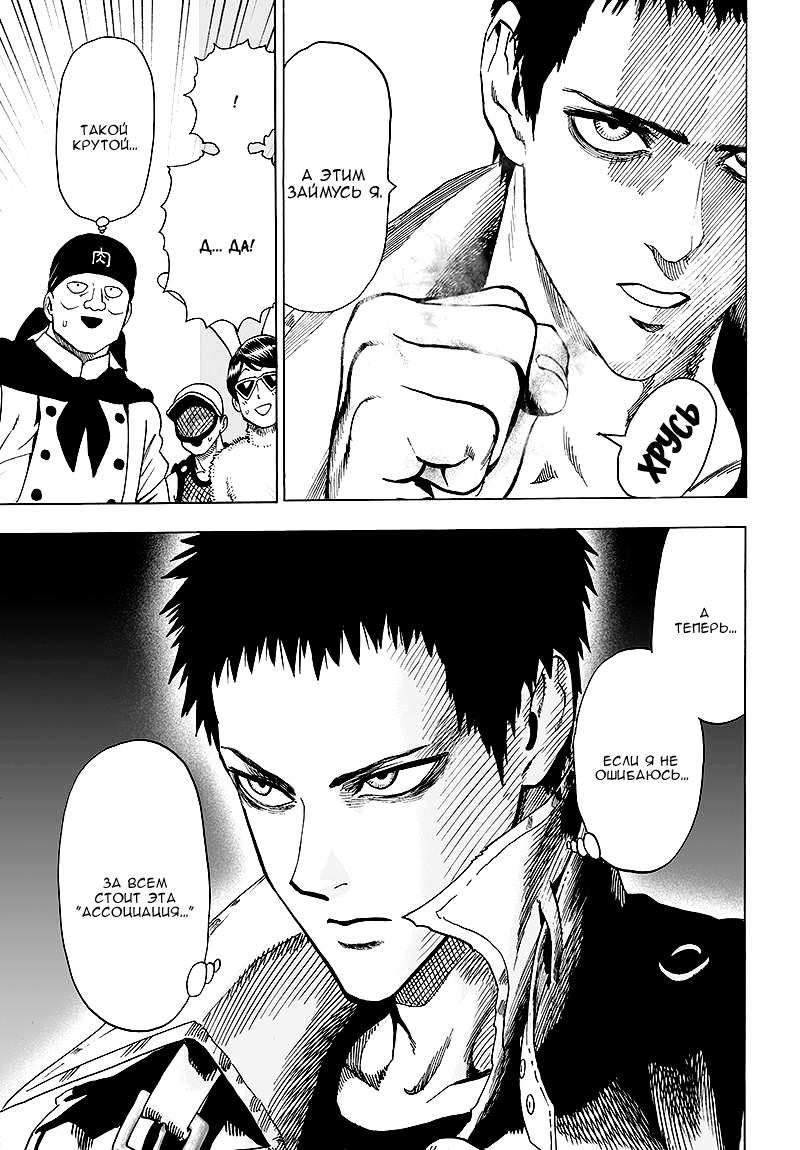 А ЭТИМ
ЗАЙМУСЬ Я.
ХРУСЬ
!
Д... ДА!
ТАКОЙ
КРУТОЙ...
肉
А
ТЕПЕРЬ...
ЕСЛИ Я НЕ
ОШИБАЮСЬ...
ЗА ВСЕМ
СТОИТ ЭТА
"АССОЦИАЦИЯ..."